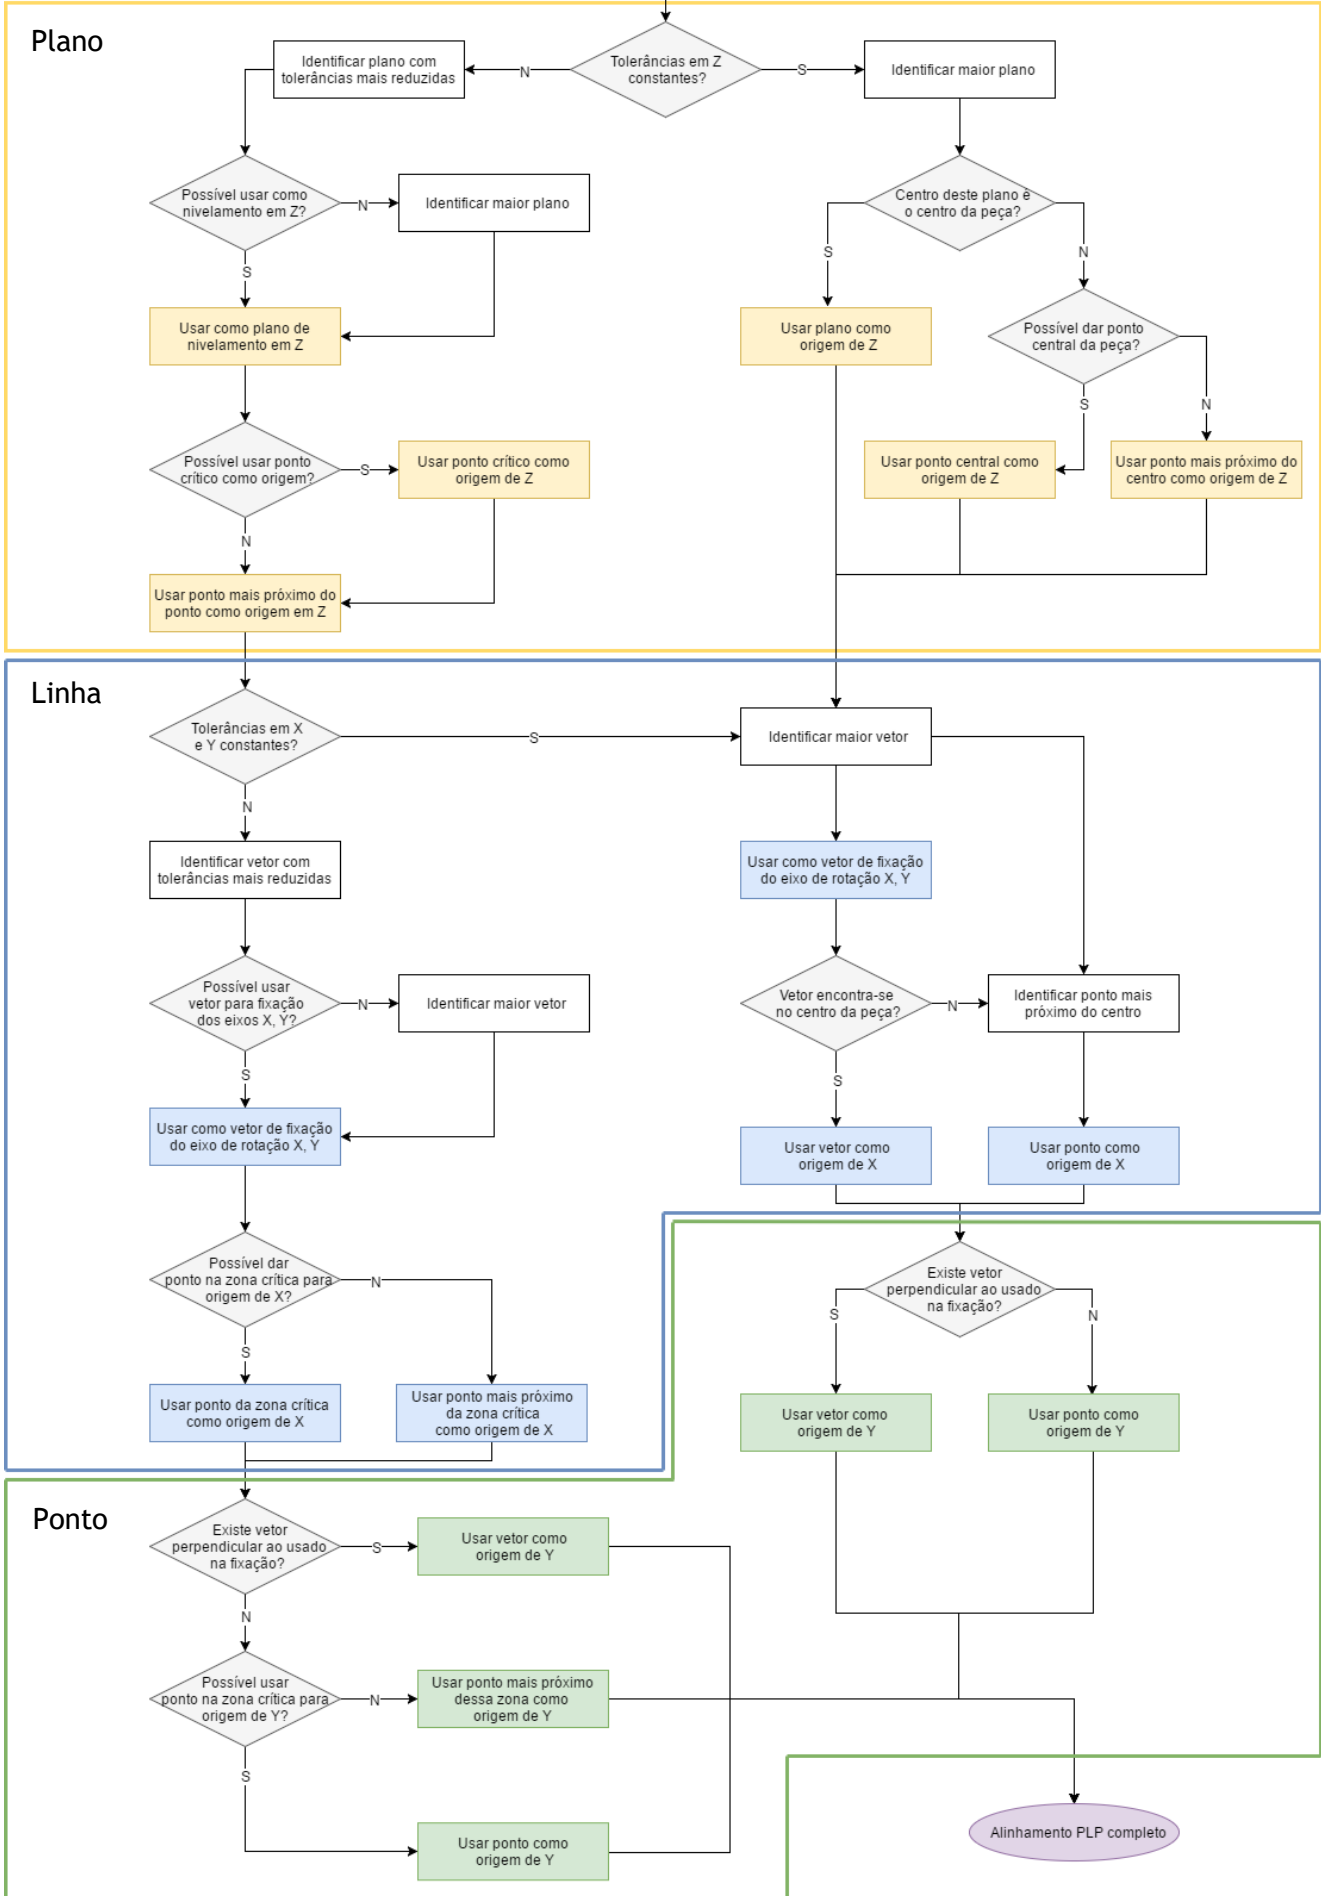 Plano
Identificar plano com
tolerâncias mais reduzidas
N
Tolerâncias em Z
constantes?
S
Identificar maior plano
Possível usar como
nivelamento em Z?
N
Identificar maior plano
Centro deste plano é
o centro da peça?
S
N
S
Usar como plano de
nivelamento em Z
Usar plano como
origem de Z
Possível dar ponto
central da peça?
S
N
Possível usar ponto
crítico como origem?
S
Usar ponto crítico como
origem de Z
Usar ponto central como
origem de Z
Usar ponto mais próximo do
centro como origem de Z
N
Usar ponto mais próximo do
ponto como origem em Z
Linha
Tolerâncias em X
e Y constantes?
S
Identificar maior vetor
N
Identificar vetor com
tolerâncias mais reduzidas
Usar como vetor de fixação
do eixo de rotação X, Y
Possível usar
vetor para fixação
dos eixos X, Y?
N
Identificar maior vetor
Vetor encontra-se
no centro da peça?
N
Identificar ponto mais
próximo do centro
S
S
Usar como vetor de fixação
do eixo de rotação X, Y
Usar vetor como
origem de X
Usar ponto como
origem de X
Possível dar
ponto na zona crítica para
origem de X?
N
Existe vetor
perpendicular ao usado
na fixação?
S
N
S
Usar ponto da zona crítica
como origem de X
Usar ponto mais próximo
da zona crítica
como origem de X
Usar vetor como
origem de Y
Usar ponto como
origem de Y
Ponto
Existe vetor
perpendicular ao usado
na fixação?
S
Usar vetor como
origem de Y
N
Possível usar
ponto na zona crítica para
origem de Y?
N
Usar ponto mais próximo
dessa zona como
origem de Y
S
Usar ponto como
origem de Y
Alinhamento PLP completo